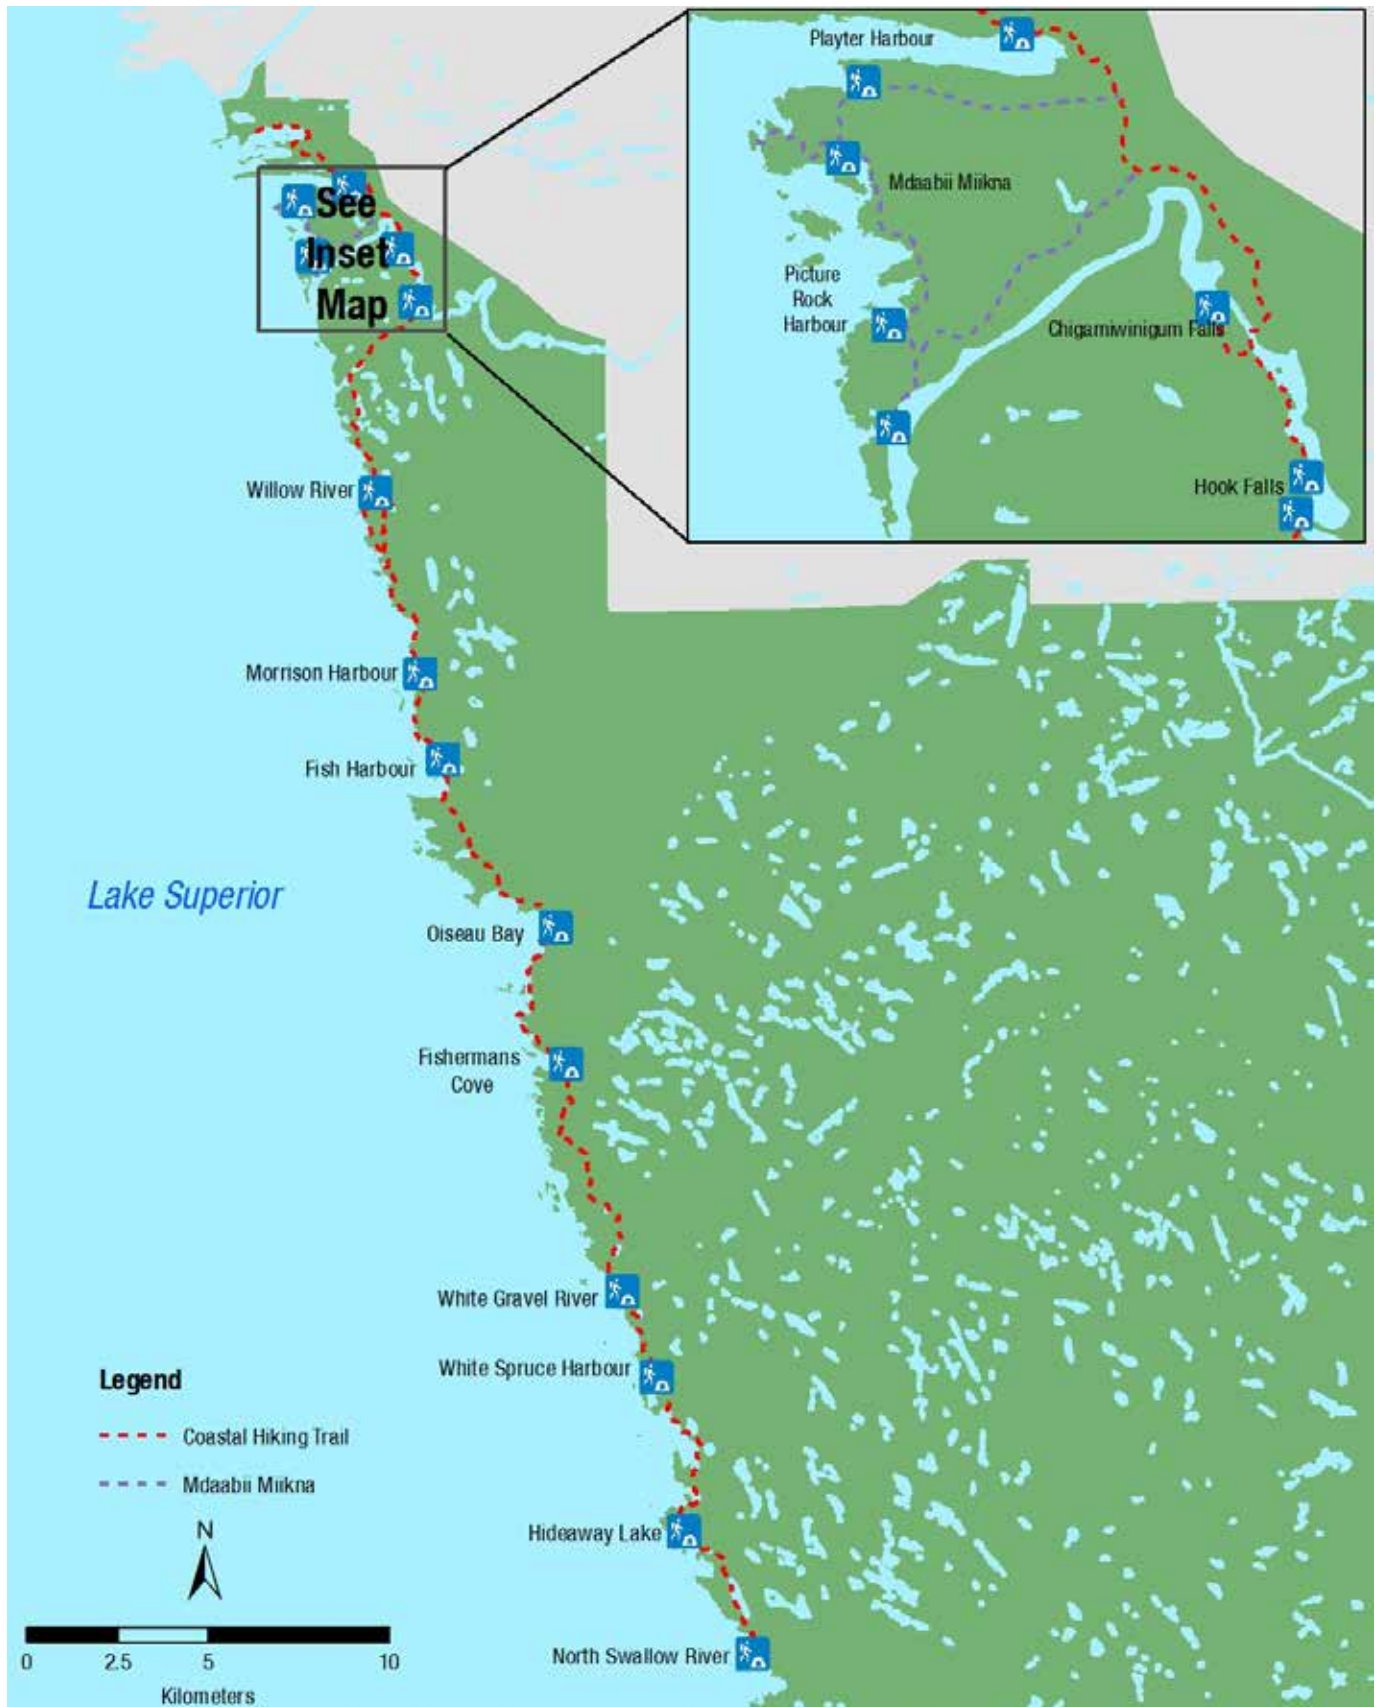 Playter Harbour
Mdaabii Miikna
Picture
Rock
Harbour
Chigamiwinigum Falls
Hook Falls
See
Inset
Map
Willow River
Morrison Harbour
Fish Harbour
Lake Superior
Oiseau Bay
Fishermans
Cove
White Gravel River
White Spruce Harbour
Legend
Coastal Hiking Trail
Mdaabii Miikna
N
Hideaway Lake
North Swallow River
0 2.5 5 10
Kilometers